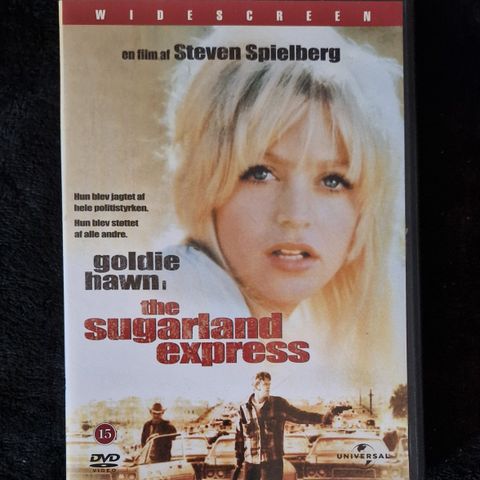 WIDESCREEN
en film af Steven Spielberg
Hun blev jagtet af
hele politistyrken.
Hun blev støttet
af alle andre.
goldie
hawn i
the
sugarland
express
15
DVD
VIDEO
UNIVERSAL